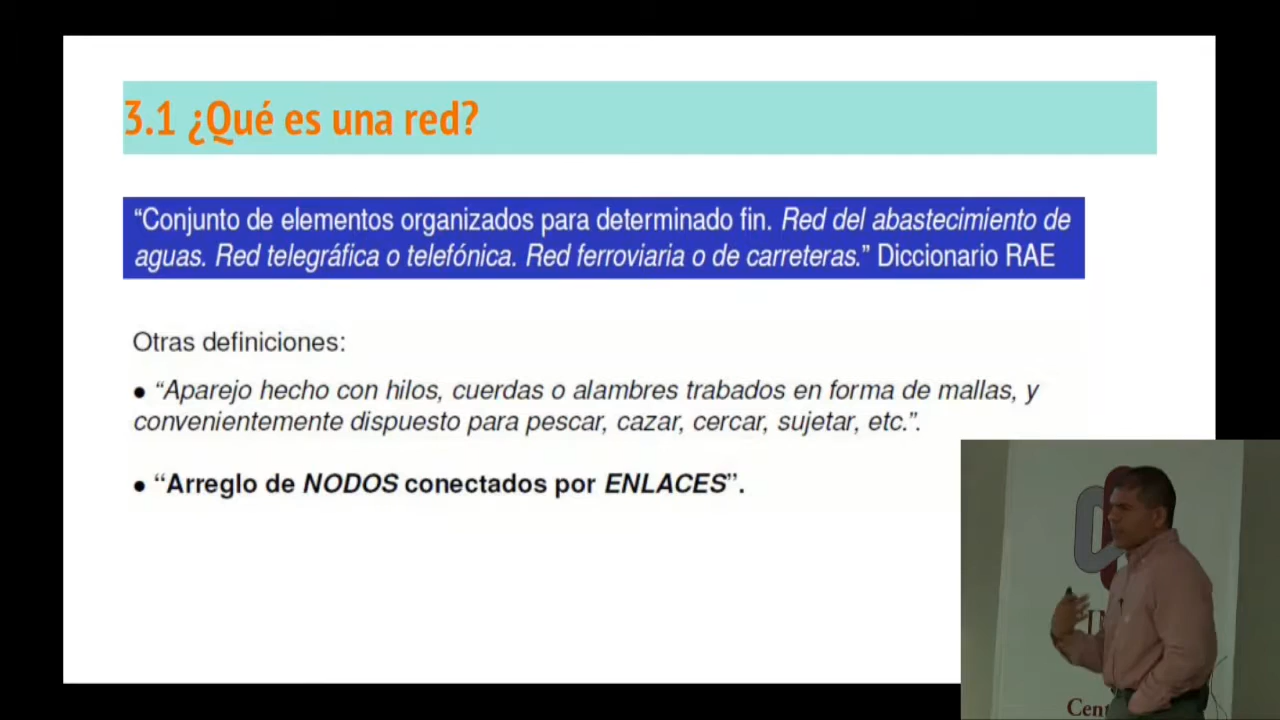 3.1 ¿Qué es una red?
“Conjunto de elementos organizados para determinado fin. Red del abastecimiento de
aguas. Red telegráfica o telefónica. Red ferroviaria o de carreteras.” Diccionario RAE
Otras definiciones:
● “Aparejo hecho con hilos, cuerdas o alambres trabados en forma de mallas, y
convenientemente dispuesto para pescar, cazar, cercar, sujetar, etc.”.
● “Arreglo de NODOS conectados por ENLACES”.